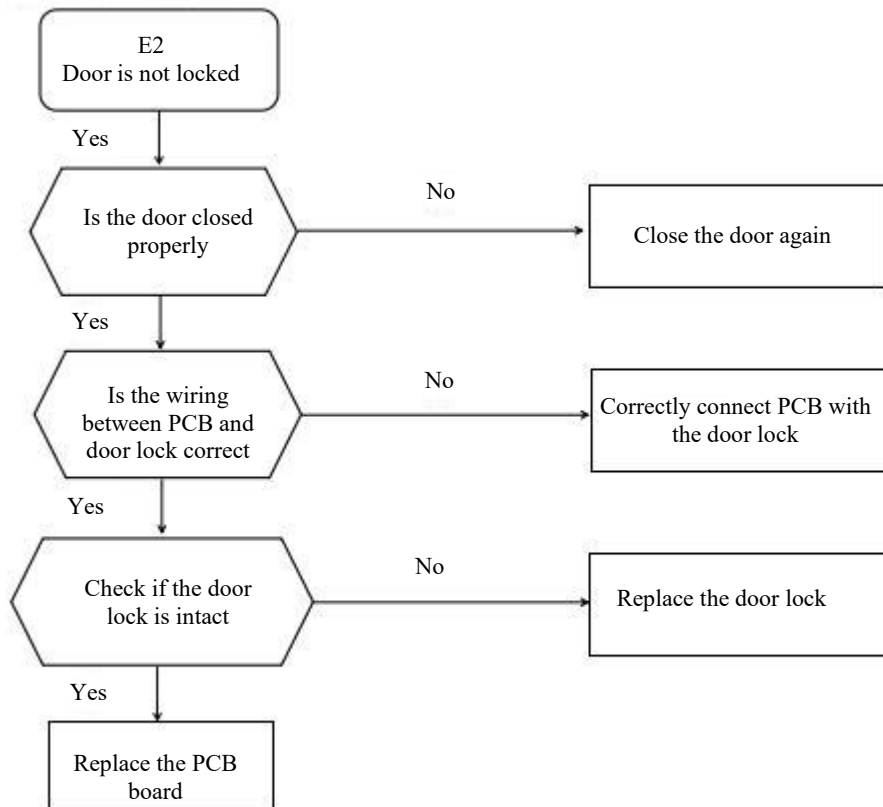 E2
Door is not locked
Yes
Is the door closed
properly
No
Close the door again
Yes
Is the wiring
between PCB and
door lock correct
No
Correctly connect PCB with
the door lock
Yes
Check if the door
lock is intact
No
Replace the door lock
Yes
Replace the PCB
board